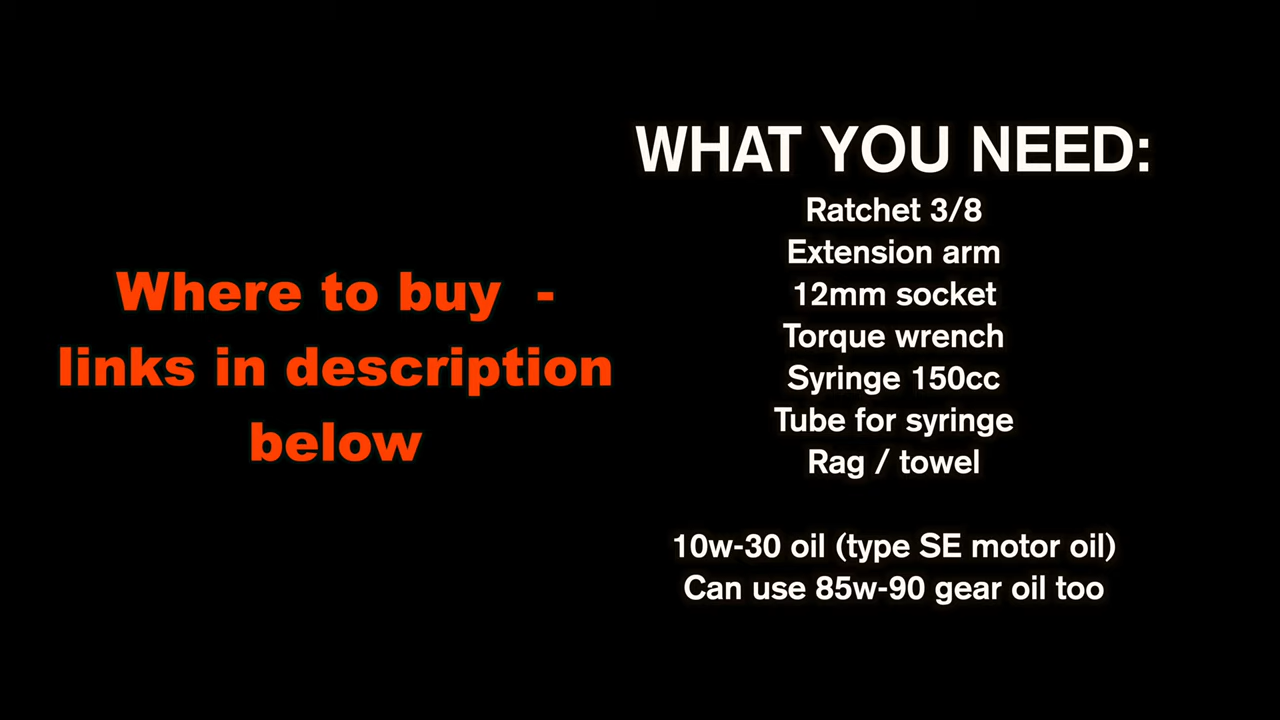 Where to buy  -
links in description
below
WHAT YOU NEED:
Ratchet 3/8
Extension arm
12mm socket
Torque wrench
Syringe 150cc
Tube for syringe
Rag / towel
10w-30 oil (type SE motor oil)
Can use 85w-90 gear oil too